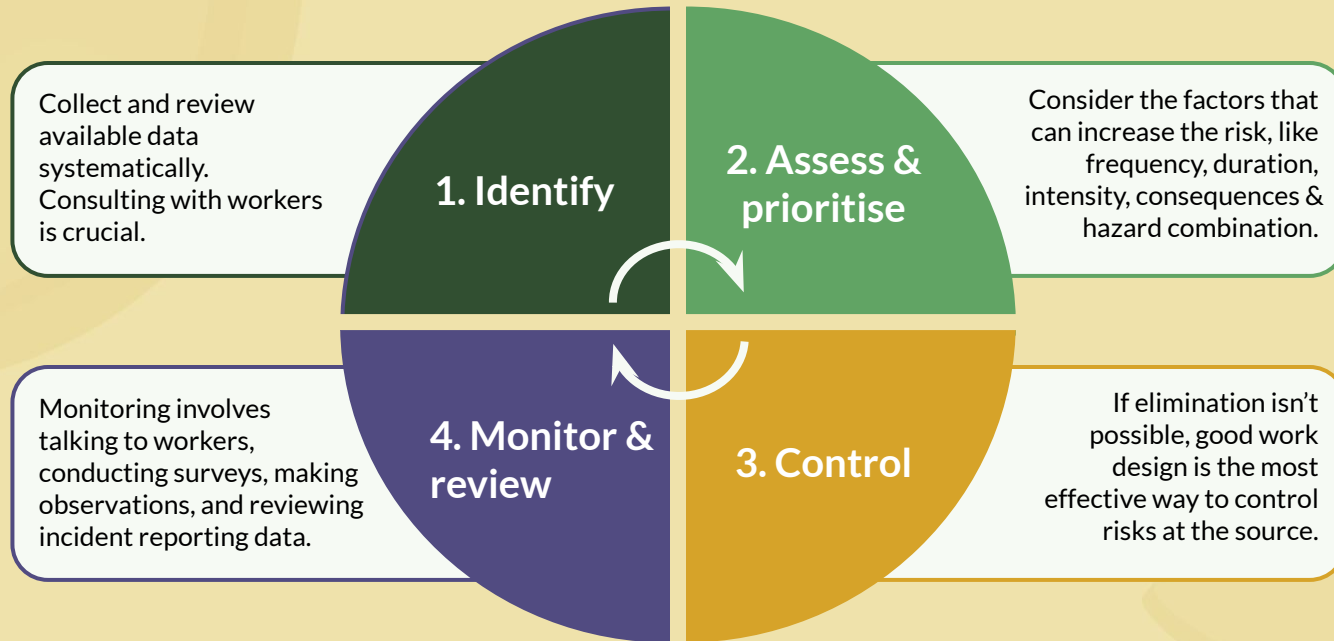 Collect and review
available data
systematically.
Consulting with workers
is crucial.
1. Identify
2. Assess &
prioritise
Consider the factors that
can increase the risk, like
frequency, duration,
intensity, consequences &
hazard combination.
If elimination isn’t
possible, good work
design is the most
effective way to control
risks at the source.
3. Control
4. Monitor &
review
Monitoring involves
talking to workers,
conducting surveys, making
observations, and reviewing
incident reporting data.